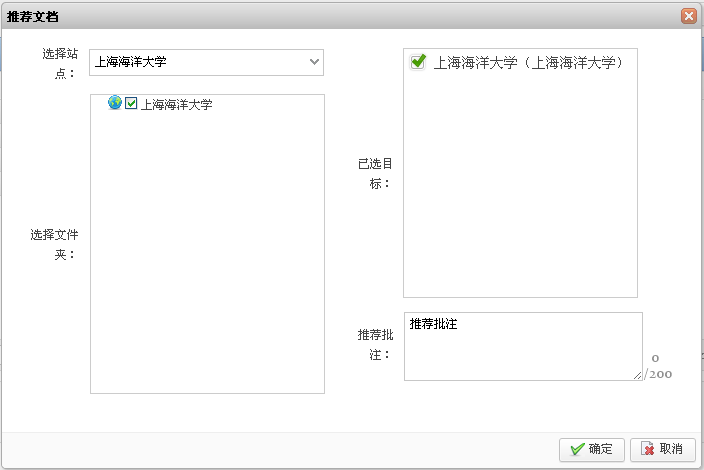 推荐文档
选择站
点：
上海海洋大学
上海海洋大学
选择文件
夹：
上海海洋大学（上海海洋大学）
已选目
标：
推荐批
注：
推荐批注
0
/200
确定
取消